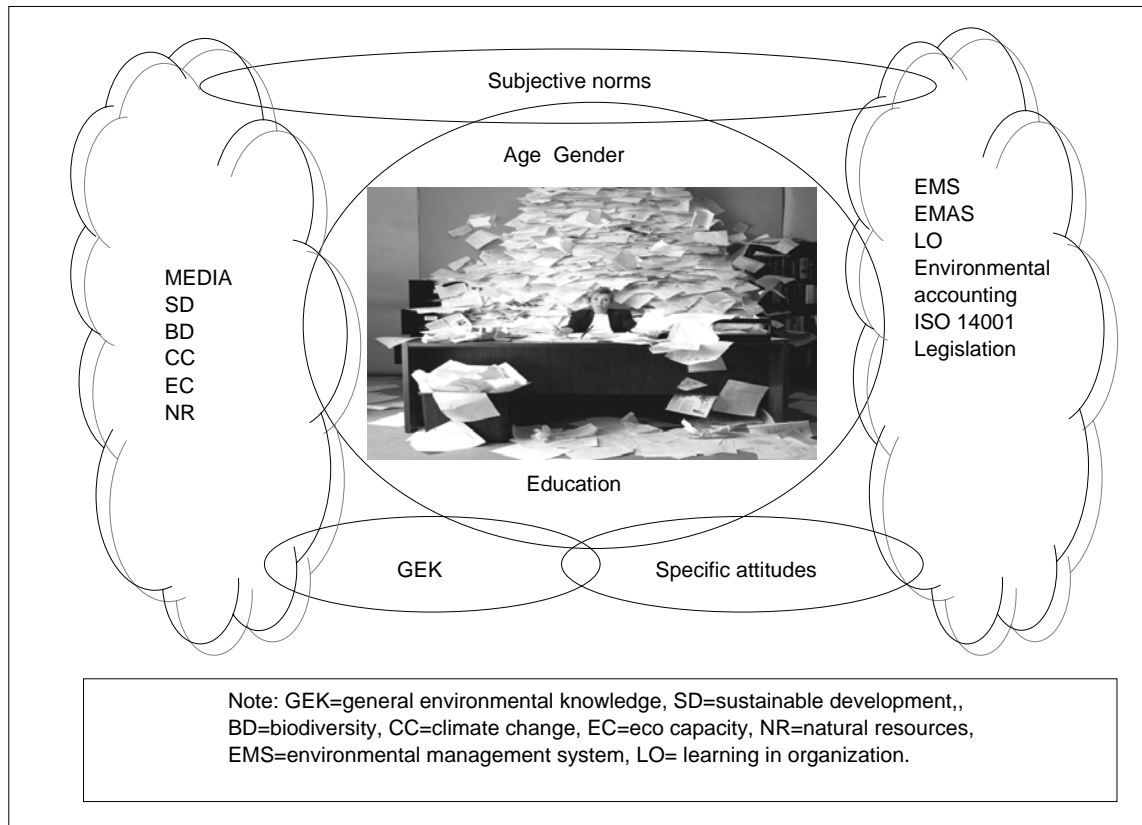 Subjective norms
Age Gender
MEDIA
SD
BD
CC
EC
NR
EMS
EMAS
LO
Environmental
accounting
ISO 14001
Legislation
Education
GEK
Specific attitudes
Note: GEK=general environmental knowledge, SD=sustainable development,,
BD=biodiversity, CC=climate change, EC=eco capacity, NR=natural resources,
EMS=environmental management system, LO= learning in organization.